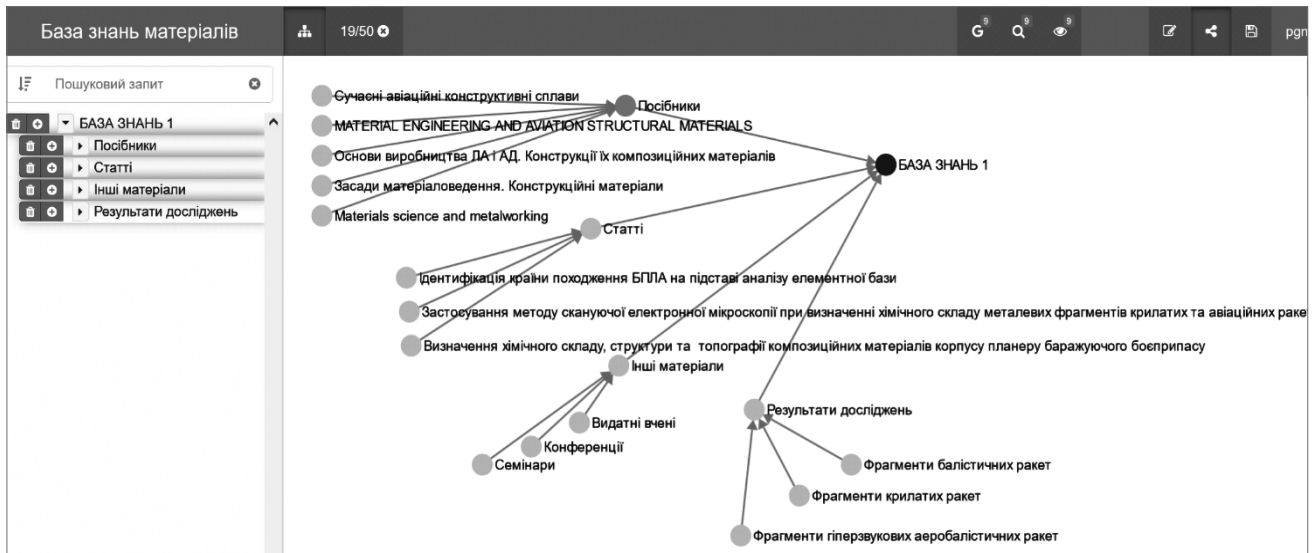 База знань матеріалів
19/50
G 9
9
9
pgn
Пошуковий запит
БАЗА ЗНАНЬ 1
Посібники
Статті
Інші матеріали
Результати досліджень
Сучасні авіаційні конструктивні сплави
Посібники
MATERIAL ENGINEERING AND AVIATION STRUCTURAL MATERIALS
Основи виробництва ЛА і АД. Конструкції їх композиційних матеріалів
БАЗА ЗНАНЬ 1
Засади матеріаловедення. Конструкційні матеріали
Materials science and metalworking
Статті
Ідентифікація країни походження БПЛА на підставі аналізу елементної бази
Застосування методу скануючої електронної мікроскопії при визначенні хімічного складу металевих фрагментів крилатих та авіаційних раке
Визначення хімічного складу, структури та топографії композиційних матеріалів корпусу планеру баражуючого боєприпасу
Інші матеріали
Результати досліджень
Видатні вчені
Конференції
Семінари
Фрагменти балістичних ракет
Фрагменти крилатих ракет
Фрагменти гіперзвукових аеробалістичних ракет